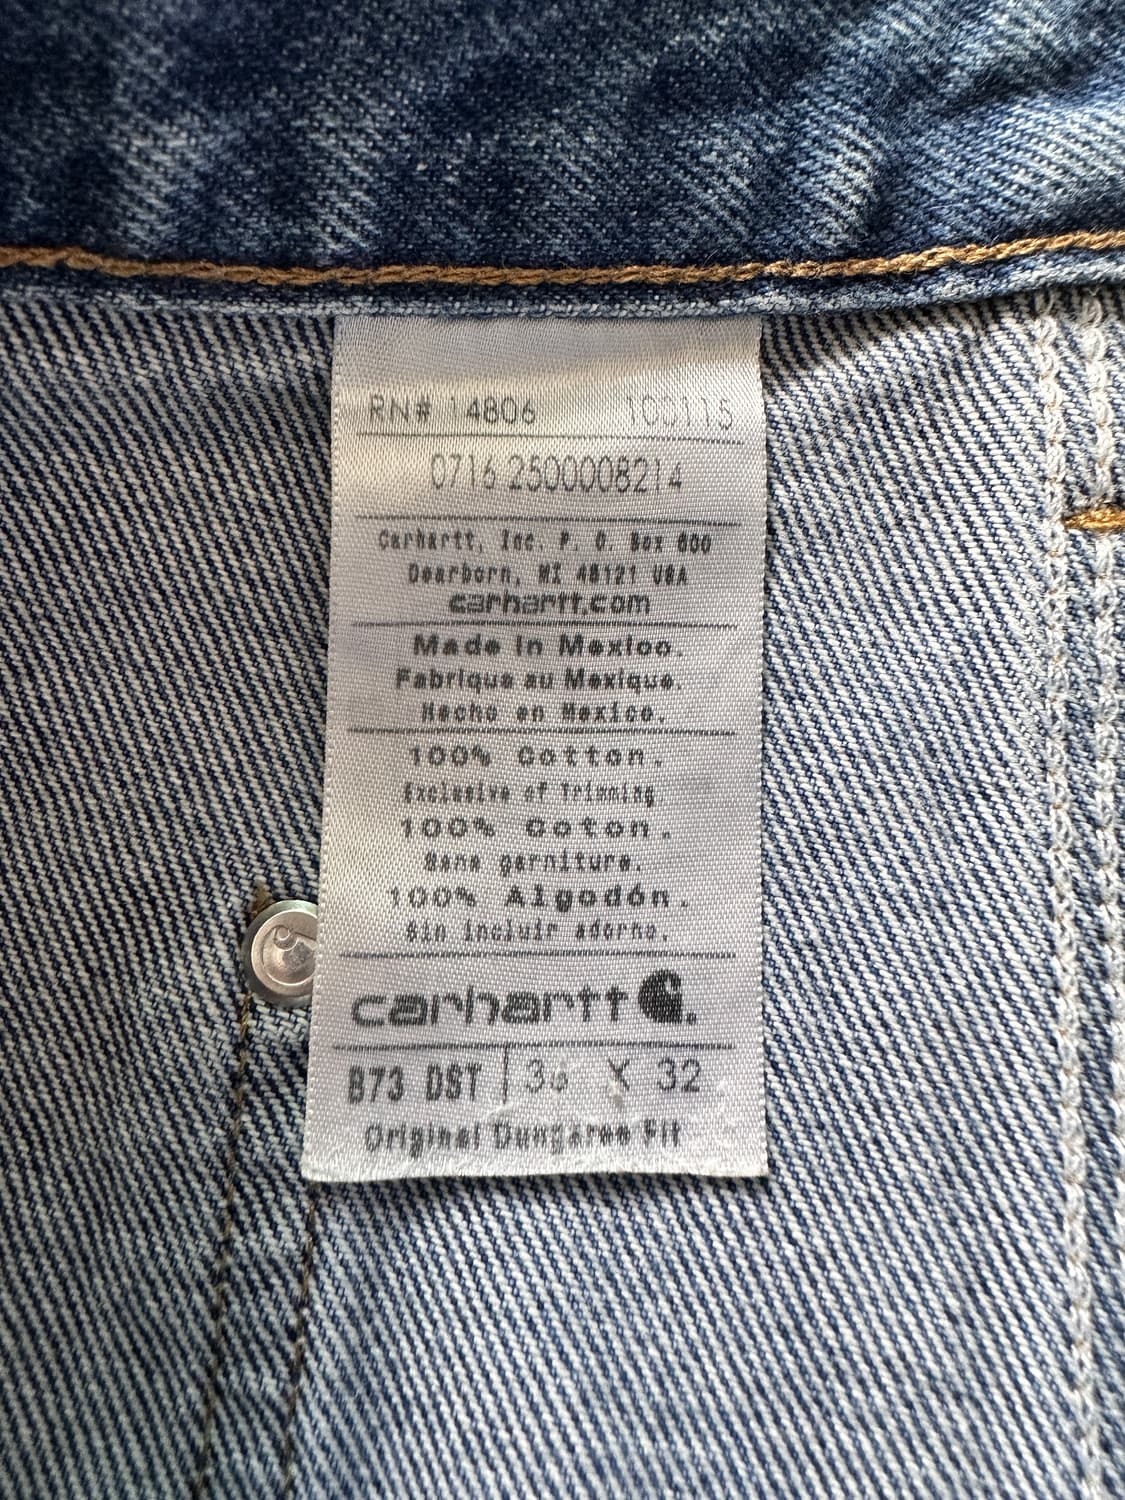 RN# 14806 100115
0716 2500008214
Carhartt, Inc. P. O. Box 600
Dearborn, MI 48121 USA
carhartt.com
Made in Mexico.
Fabrique au Mexique.
Hecho en Mexico.
100% Cotton.
Exclusive of Trimming
100% Coton.
Sans garniture.
100% Algodón.
Sin incluir adorno.
carhartt
B73 DST 36 X 32
Original Dungaree Fit